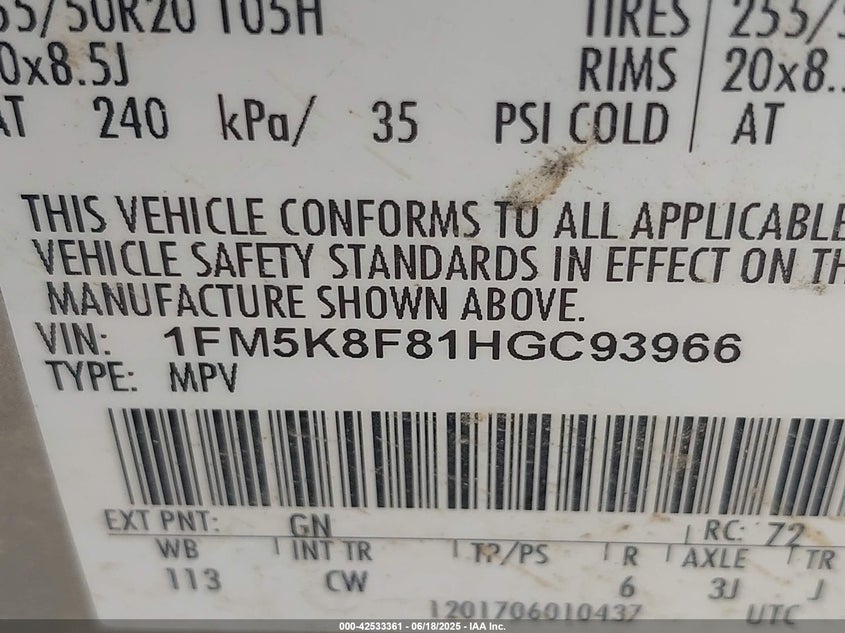 55/50R20 105H TIRES 255/5
0x8.5J RIMS 20x8.
AT 240 kPa/ 35 PSI COLD AT
THIS VEHICLE CONFORMS TO ALL APPLICABLE
VEHICLE SAFETY STANDARDS IN EFFECT ON TH
MANUFACTURE SHOWN ABOVE.
VIN: 1FM5K8F81HGC93966
TYPE: MPV
EXT PNT: GN RC: 72
WB INT TR TP/PS R AXLE TR
113 CW 6 3J J
1201706010437 UTC
000-42533361 - 06/18/2025 - IAA Inc.